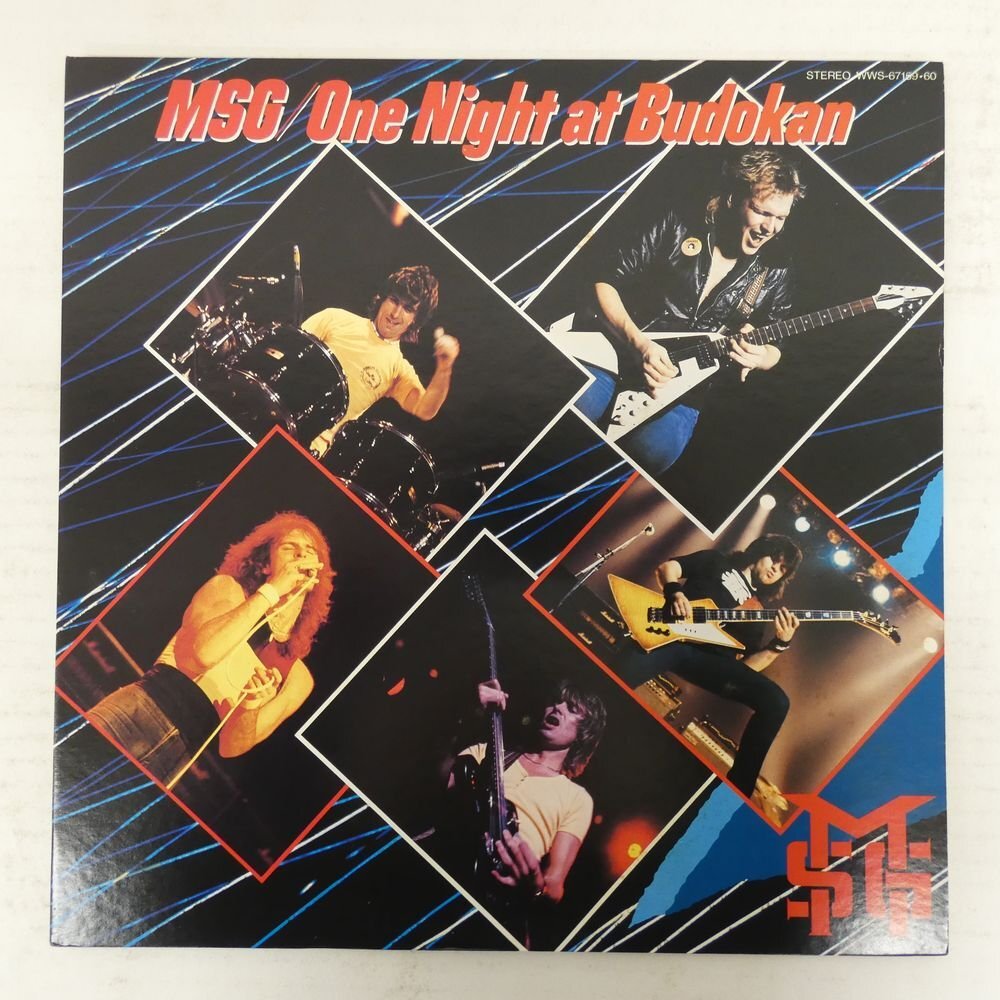 STEREO WWS-67159•60
MSG/One Night at Budokan
MSG